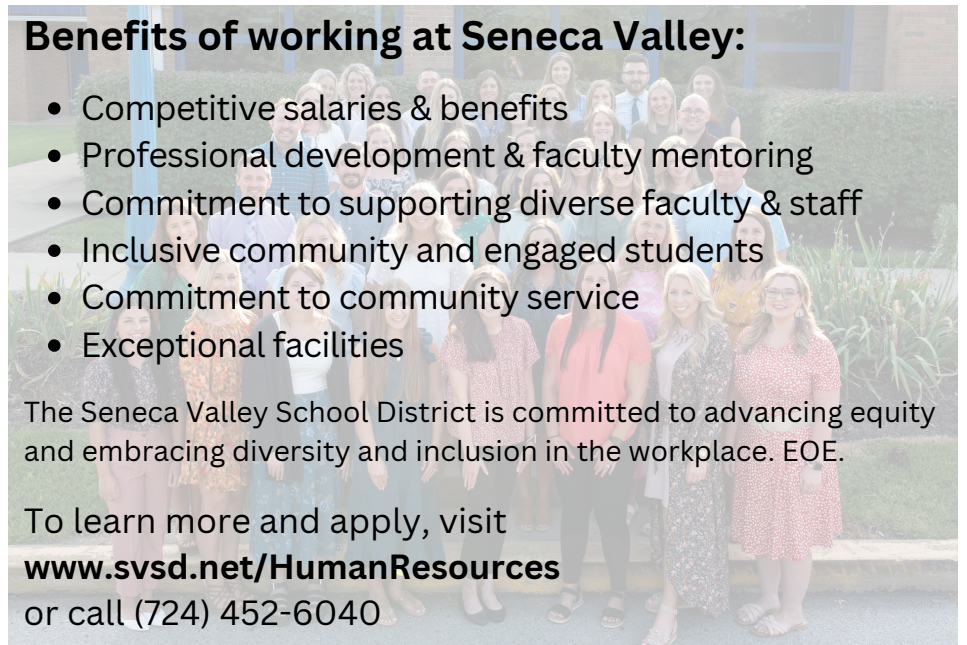 Benefits of working at Seneca Valley:
• Competitive salaries & benefits
• Professional development & faculty mentoring
• Commitment to supporting diverse faculty & staff
• Inclusive community and engaged students
• Commitment to community service
• Exceptional facilities
The Seneca Valley School District is committed to advancing equity
and embracing diversity and inclusion in the workplace. EOE.
To learn more and apply, visit
www.svsd.net/HumanResources
or call (724) 452-6040